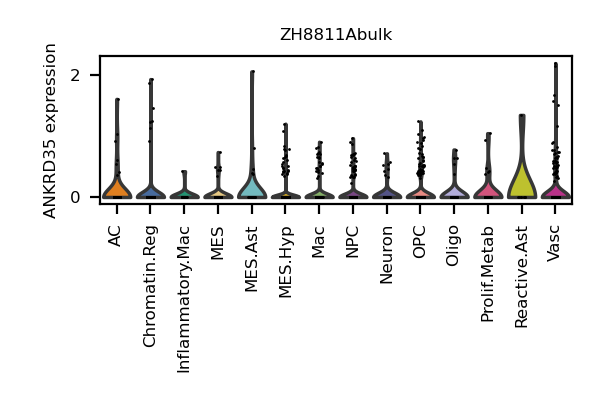 ZH8811Abulk
ANKRD35 expression
2
0
AC
Chromatin.Reg
Inflammatory.Mac
MES
MES.Ast
MES.Hyp
Mac
NPC
Neuron
OPC
Oligo
Prolif.Metab
Reactive.Ast
Vasc